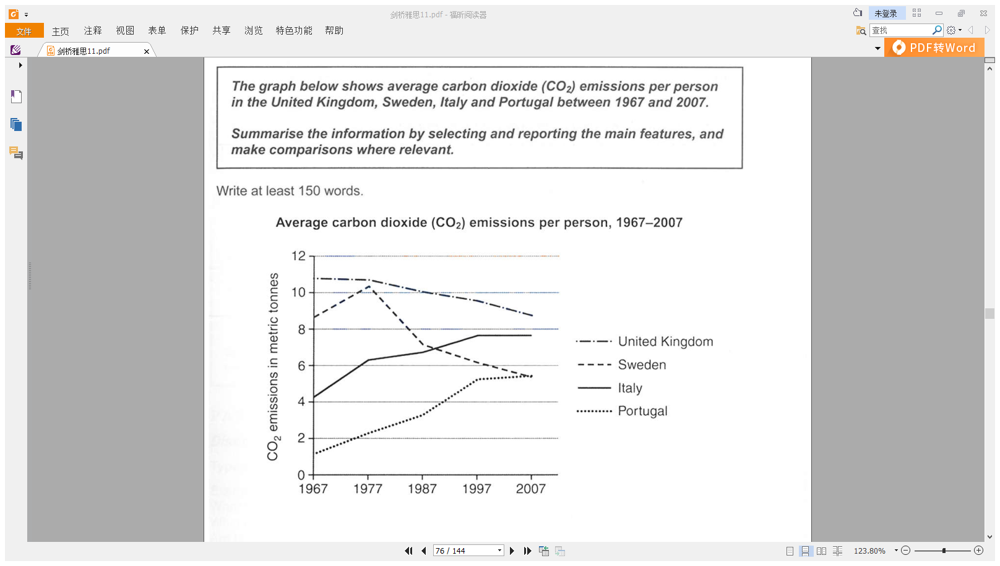 剑桥雅思11.pdf - 福昕阅读器
未登录
文件 主页 注释 视图 表单 保护 共享 浏览 特色功能 帮助
查找
剑桥雅思11.pdf
PDF转Word
The graph below shows average carbon dioxide (CO₂) emissions per person
in the United Kingdom, Sweden, Italy and Portugal between 1967 and 2007.
Summarise the information by selecting and reporting the main features, and
make comparisons where relevant.
Write at least 150 words.
Average carbon dioxide (CO₂) emissions per person, 1967–2007
CO₂ emissions in metric tonnes
12
10
8
6
4
2
0
1967 1977 1987 1997 2007
United Kingdom
Sweden
Italy
Portugal
76 / 144
123.80%